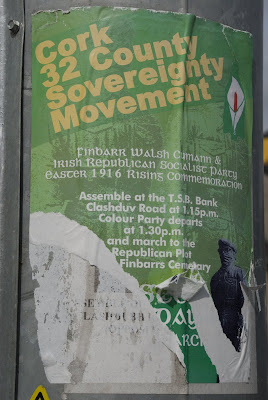 Cork
32 County
Sovereignty
Movement
Finbarr Walsh Cumann &
Irish Republican Socialist Party
Easter 1916 Rising Commemoration
Assemble at the T.S.B. Bank
Clashduv Road at 1.15p.m.
Colour Party departs
at 1.30p.m.
and march to the
Republican Plot
Finbarrs Cemetary